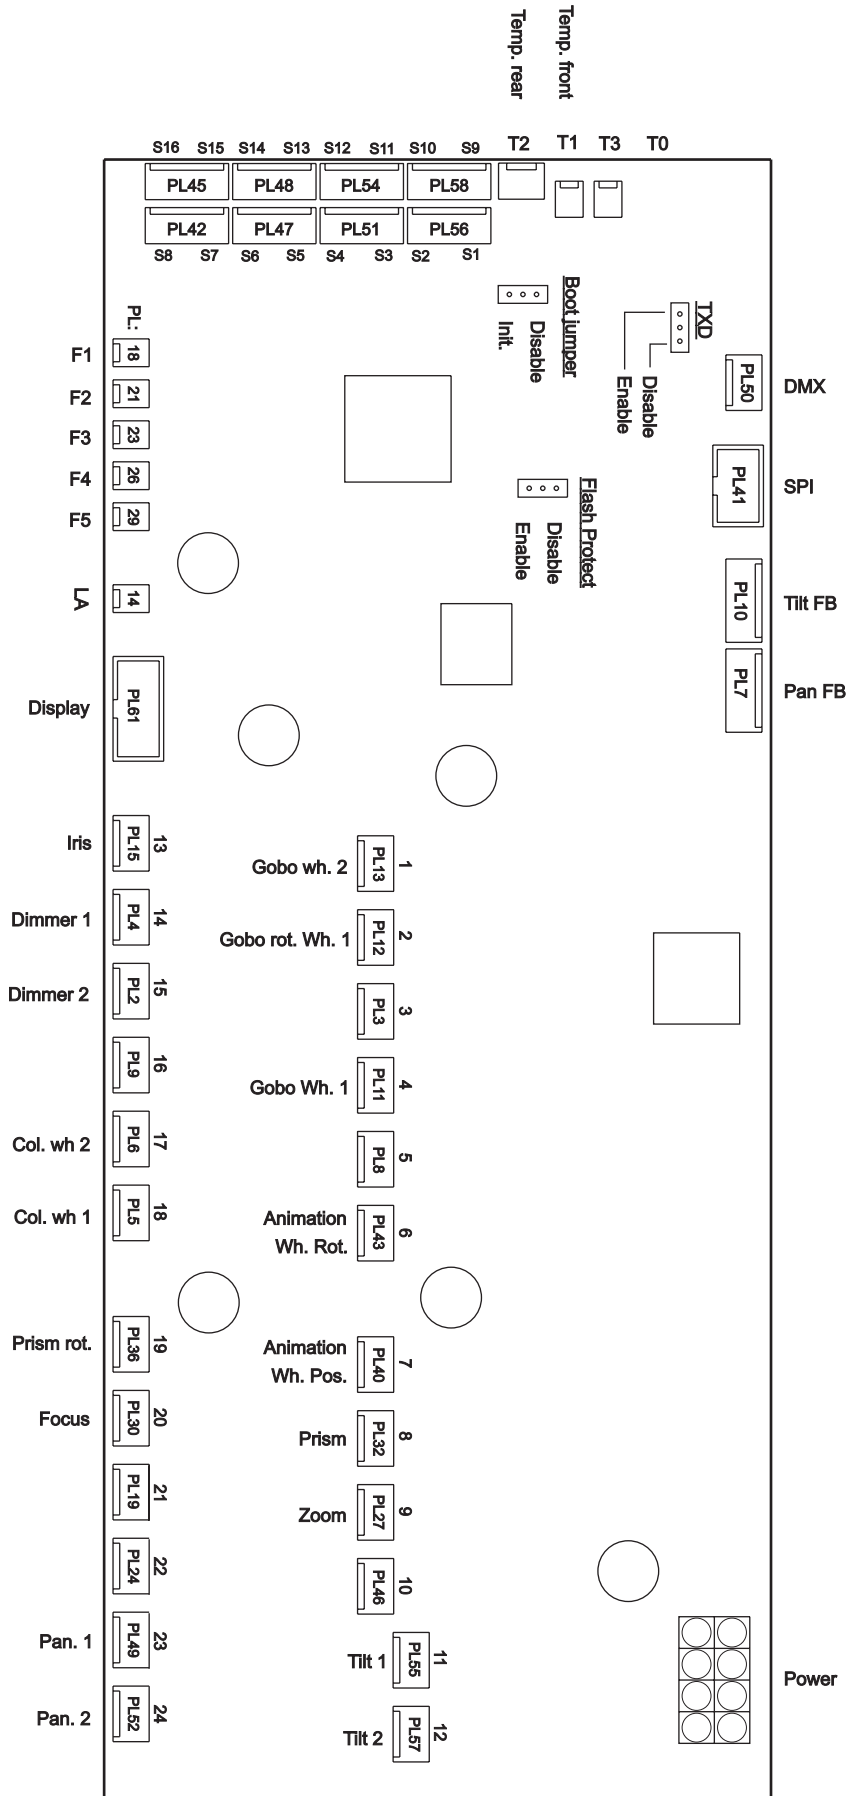 Temp. rear
Temp. front
S16 S15 S14 S13 S12 S11 S10 S9 T2 T1 T3 T0
PL45 PL48 PL54 PL58
PL42 PL47 PL51 PL56
S8 S7 S6 S5 S4 S3 S2 S1
Boot jumper
Disable
Init.
TXD
Disable
Enable
PL50 DMX
PL41 SPI
Flash Protect
Disable
Enable
PL10 Tilt FB
PL7 Pan FB
PL:
F1 18
F2 21
F3 23
F4 26
F5 29
LA 14
Display PL61
Iris PL15 13
Dimmer 1 PL4 14
Dimmer 2 PL2 15
PL9 16
Col. wh 2 PL6 17
Col. wh 1 PL5 18
Prism rot. PL36 19
Focus PL30 20
PL19 21
PL24 22
Pan. 1 PL49 23
Pan. 2 PL52 24
Gobo wh. 2 PL13 1
Gobo rot. Wh. 1 PL12 2
PL3 3
Gobo Wh. 1 PL11 4
PL8 5
Animation
Wh. Rot. PL43 6
Animation
Wh. Pos. PL40 7
Prism PL32 8
Zoom PL27 9
PL46 10
Tilt 1 PL55 11
Tilt 2 PL57 12
Power